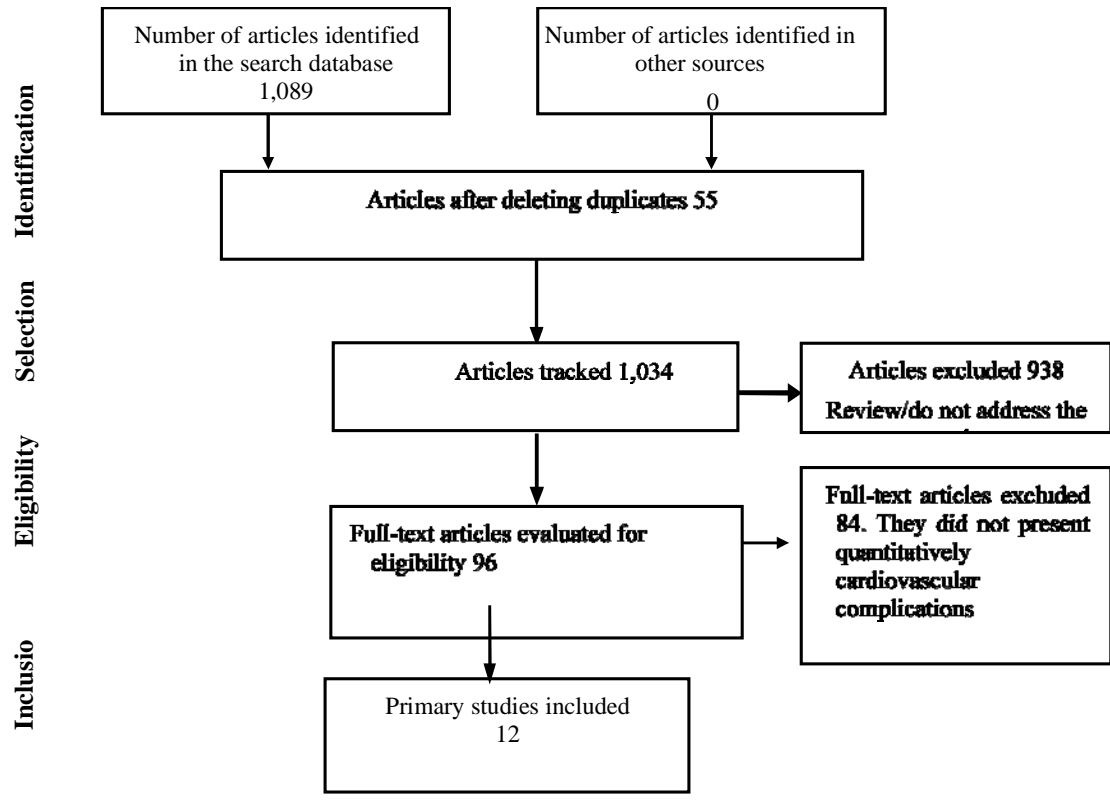 Number of articles identified
in the search database
1,089
Number of articles identified in
other sources
0
Identification
Articles after deleting duplicates 55
Selection
Articles tracked 1,034
Articles excluded 938
Review/do not address the
Eligibility
Full-text articles evaluated for
eligibility 96
Full-text articles excluded
84. They did not present
quantitatively
cardiovascular
complications
Inclusio
Primary studies included
12